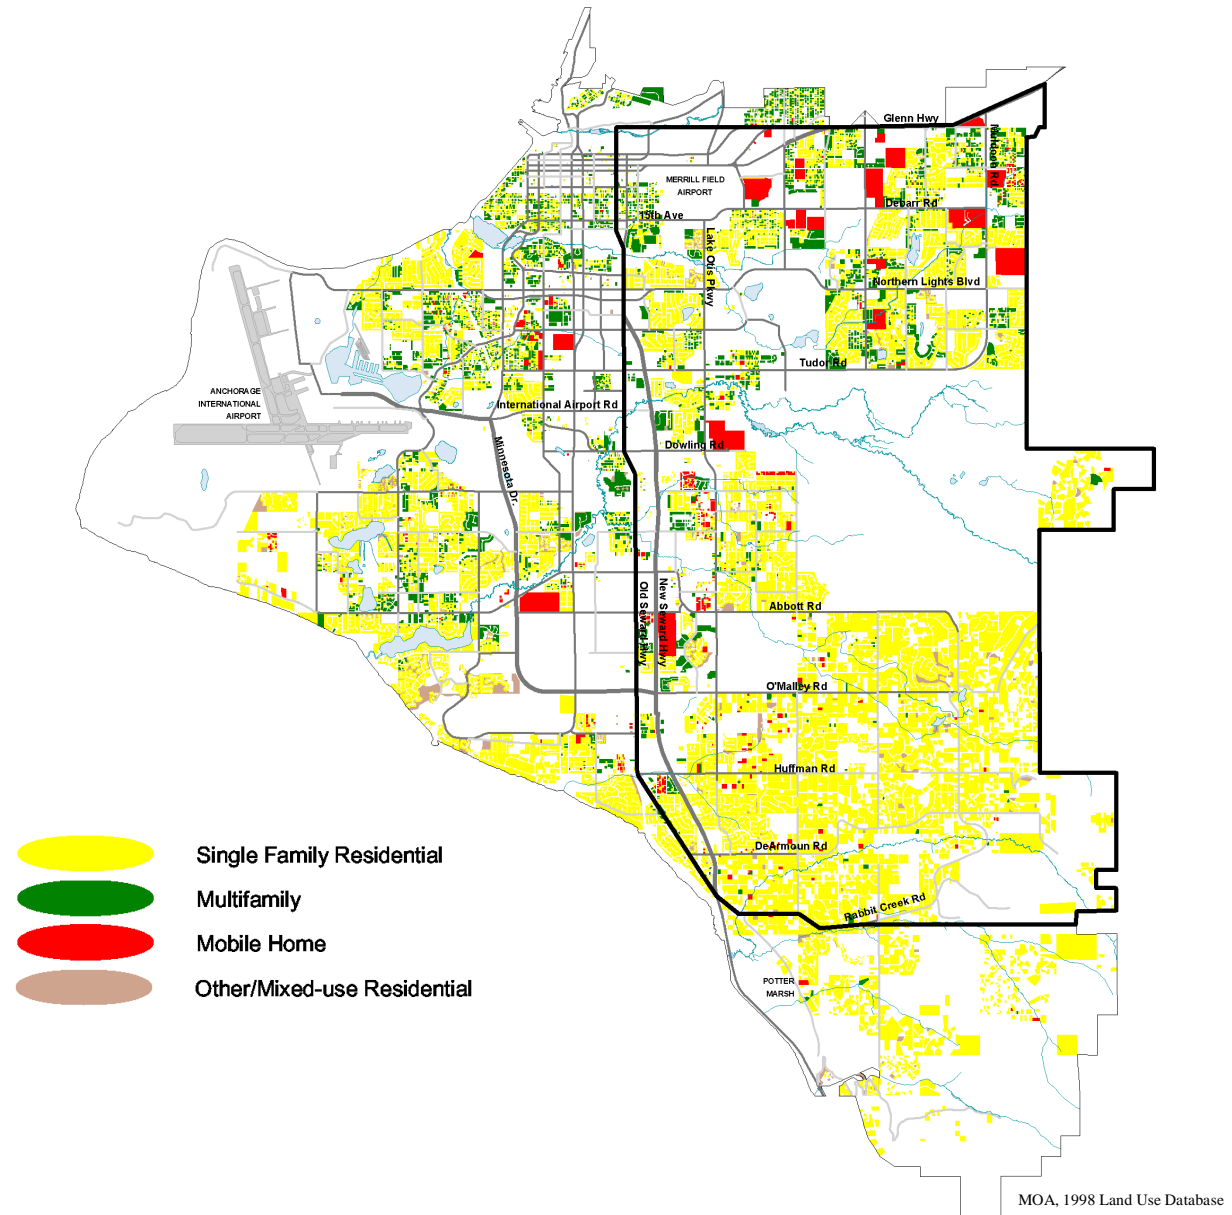 Glenn Hwy
Muldoon Rd
MERRILL FIELD
AIRPORT
Debarr Rd
15th Ave
Lake Otis Pkwy
Northern Lights Blvd
Tudor Rd
ANCHORAGE
INTERNATIONAL
AIRPORT
International Airport Rd
Dowling Rd
Minnesota Dr.
Old Seward Hwy
New Seward Hwy
Abbott Rd
O'Malley Rd
Huffman Rd
DeArmoun Rd
Rabbit Creek Rd
POTTER
MARSH
Single Family Residential
Multifamily
Mobile Home
Other/Mixed-use Residential
MOA, 1998 Land Use Database